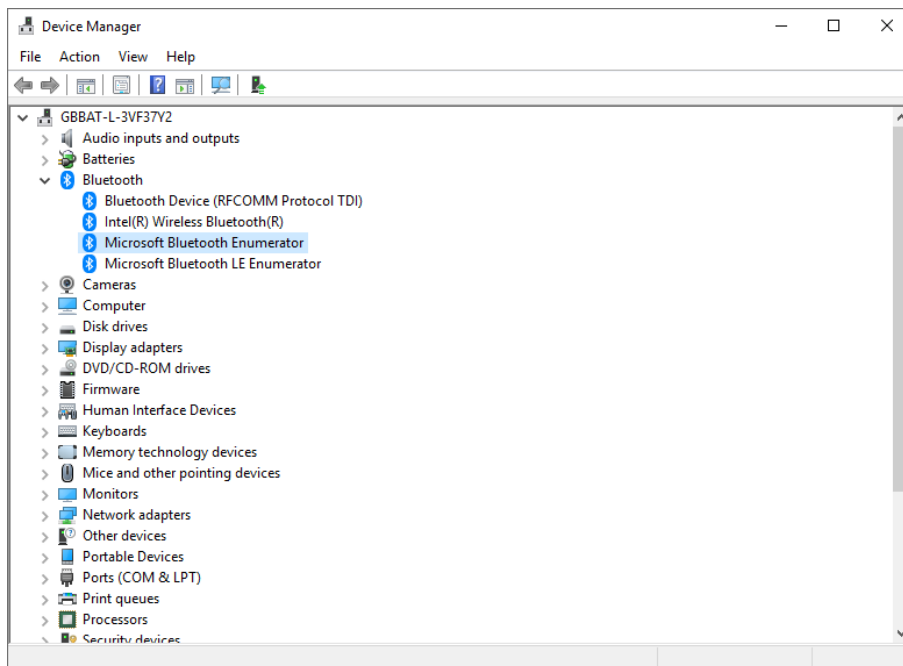 Device Manager
File Action View Help
GBBAT-L-3VF37Y2
Audio inputs and outputs
Batteries
Bluetooth
Bluetooth Device (RFCOMM Protocol TDI)
Intel(R) Wireless Bluetooth(R)
Microsoft Bluetooth Enumerator
Microsoft Bluetooth LE Enumerator
Cameras
Computer
Disk drives
Display adapters
DVD/CD-ROM drives
Firmware
Human Interface Devices
Keyboards
Memory technology devices
Mice and other pointing devices
Monitors
Network adapters
Other devices
Portable Devices
Ports (COM & LPT)
Print queues
Processors
Security devices